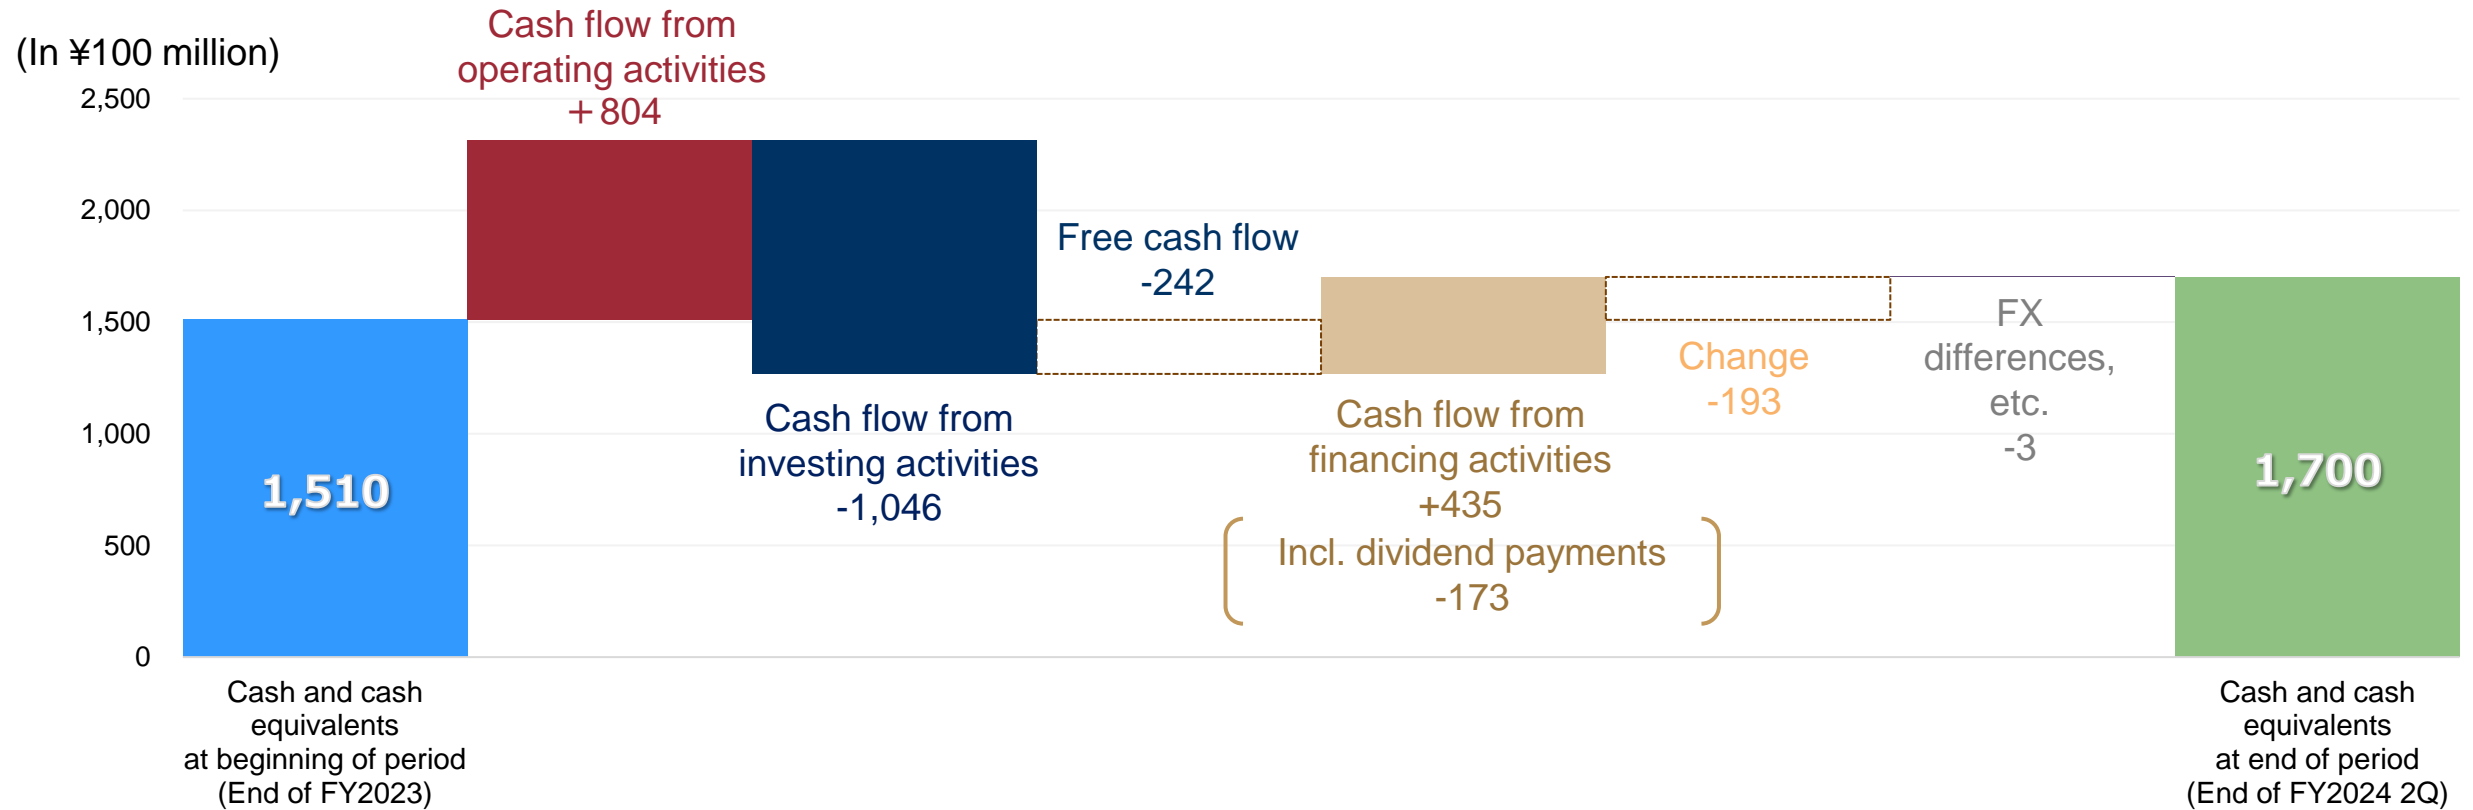 (In ¥100 million)
2,500
2,000
1,500
1,000
500
0
Cash flow from
operating activities
＋804
Cash flow from
investing activities
-1,046
Free cash flow
-242
Cash flow from
financing activities
+435
Incl. dividend payments
-173
Change
-193
FX
differences,
etc.
-3
1,510
1,700
Cash and cash
equivalents
at beginning of period
(End of FY2023)
Cash and cash
equivalents
at end of period
(End of FY2024 2Q)